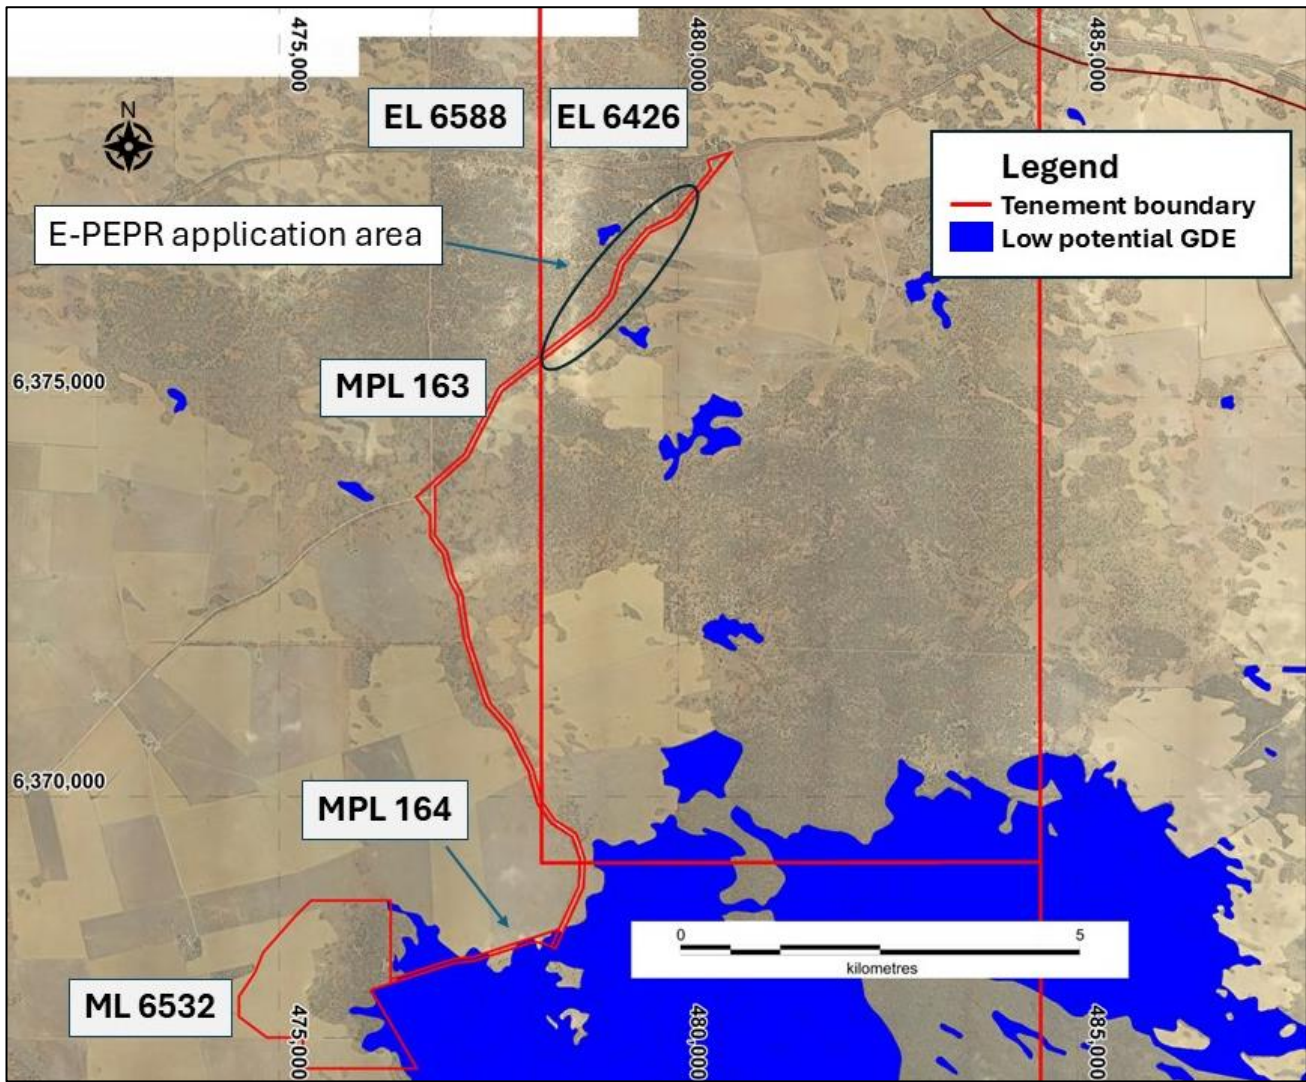 475,000
480,000
485,000
N
EL 6588
EL 6426
Legend
Tenement boundary
Low potential GDE
E-PEPR application area
MPL 163
6,375,000
6,370,000
MPL 164
0
5
kilometres
ML 6532
475,000
480,000
485,000